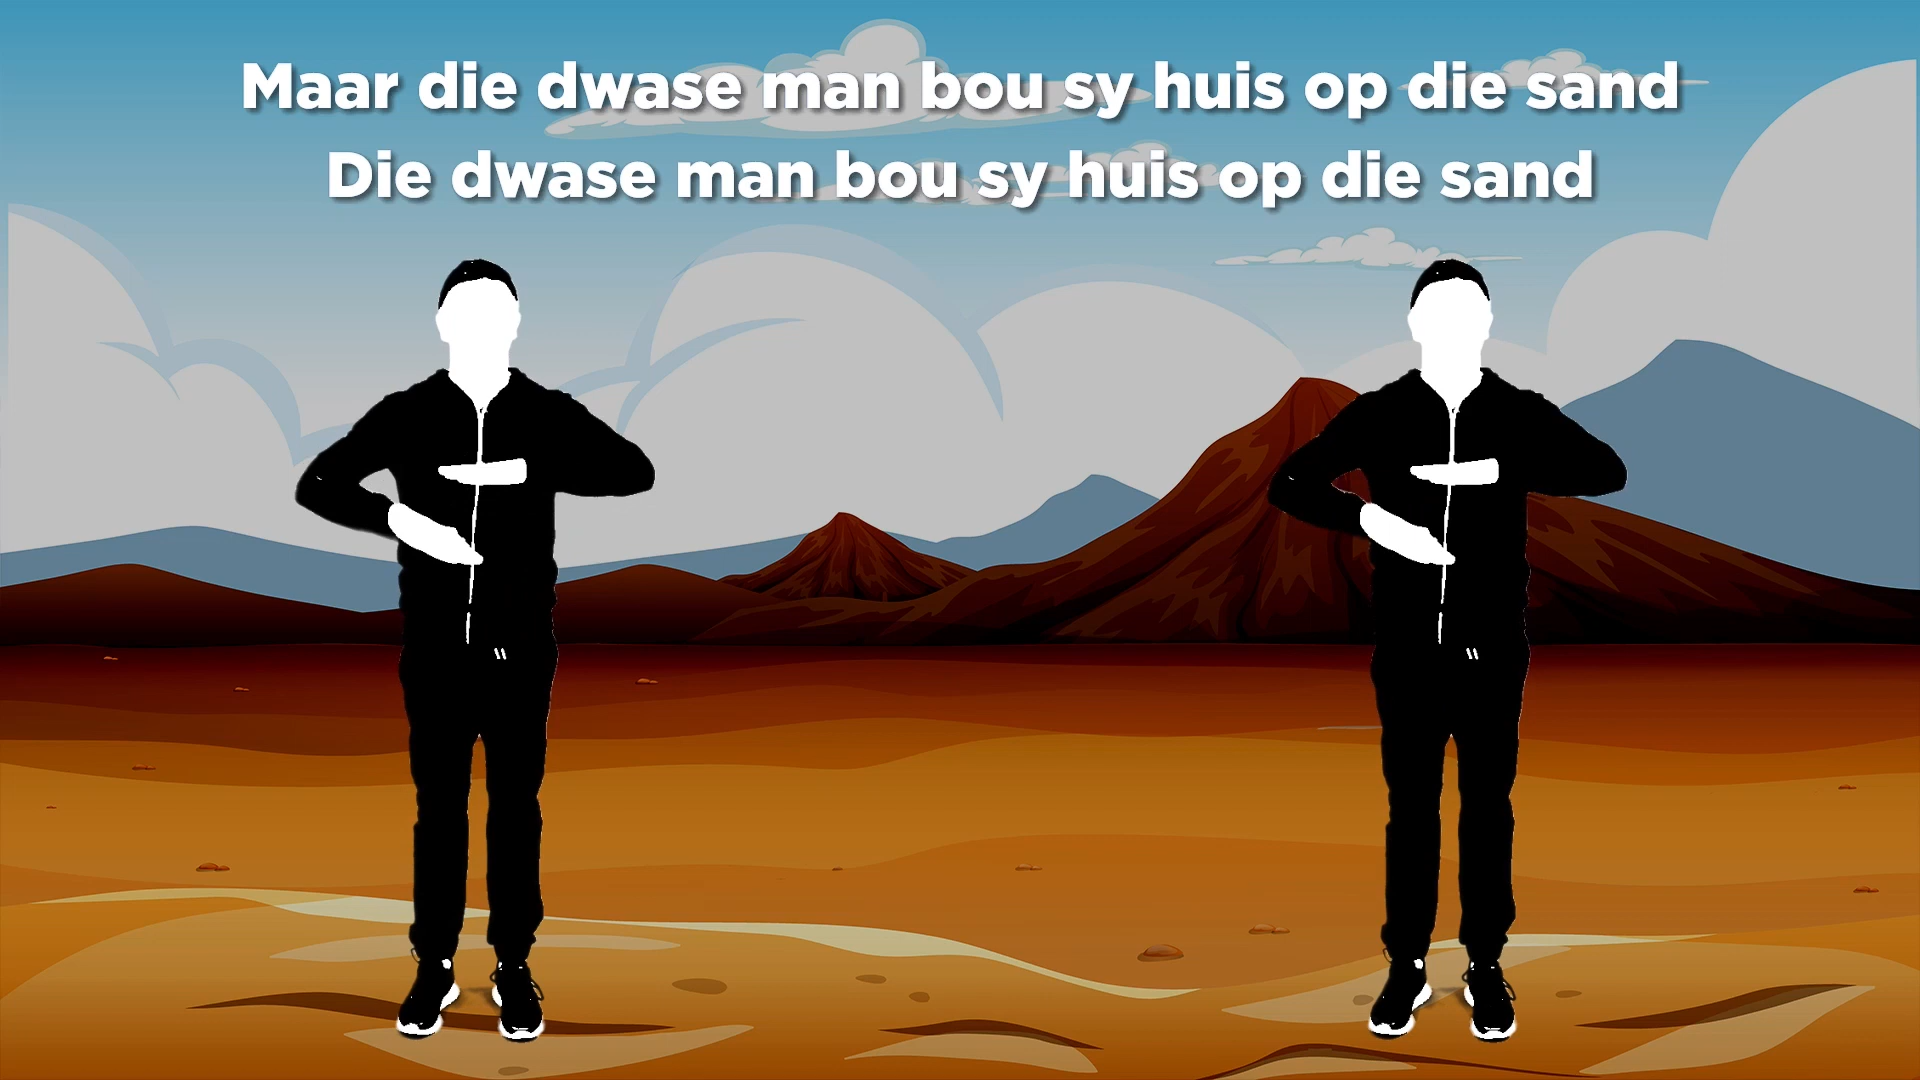 Maar die dwase man bou sy huis op die sand
Die dwase man bou sy huis op die sand